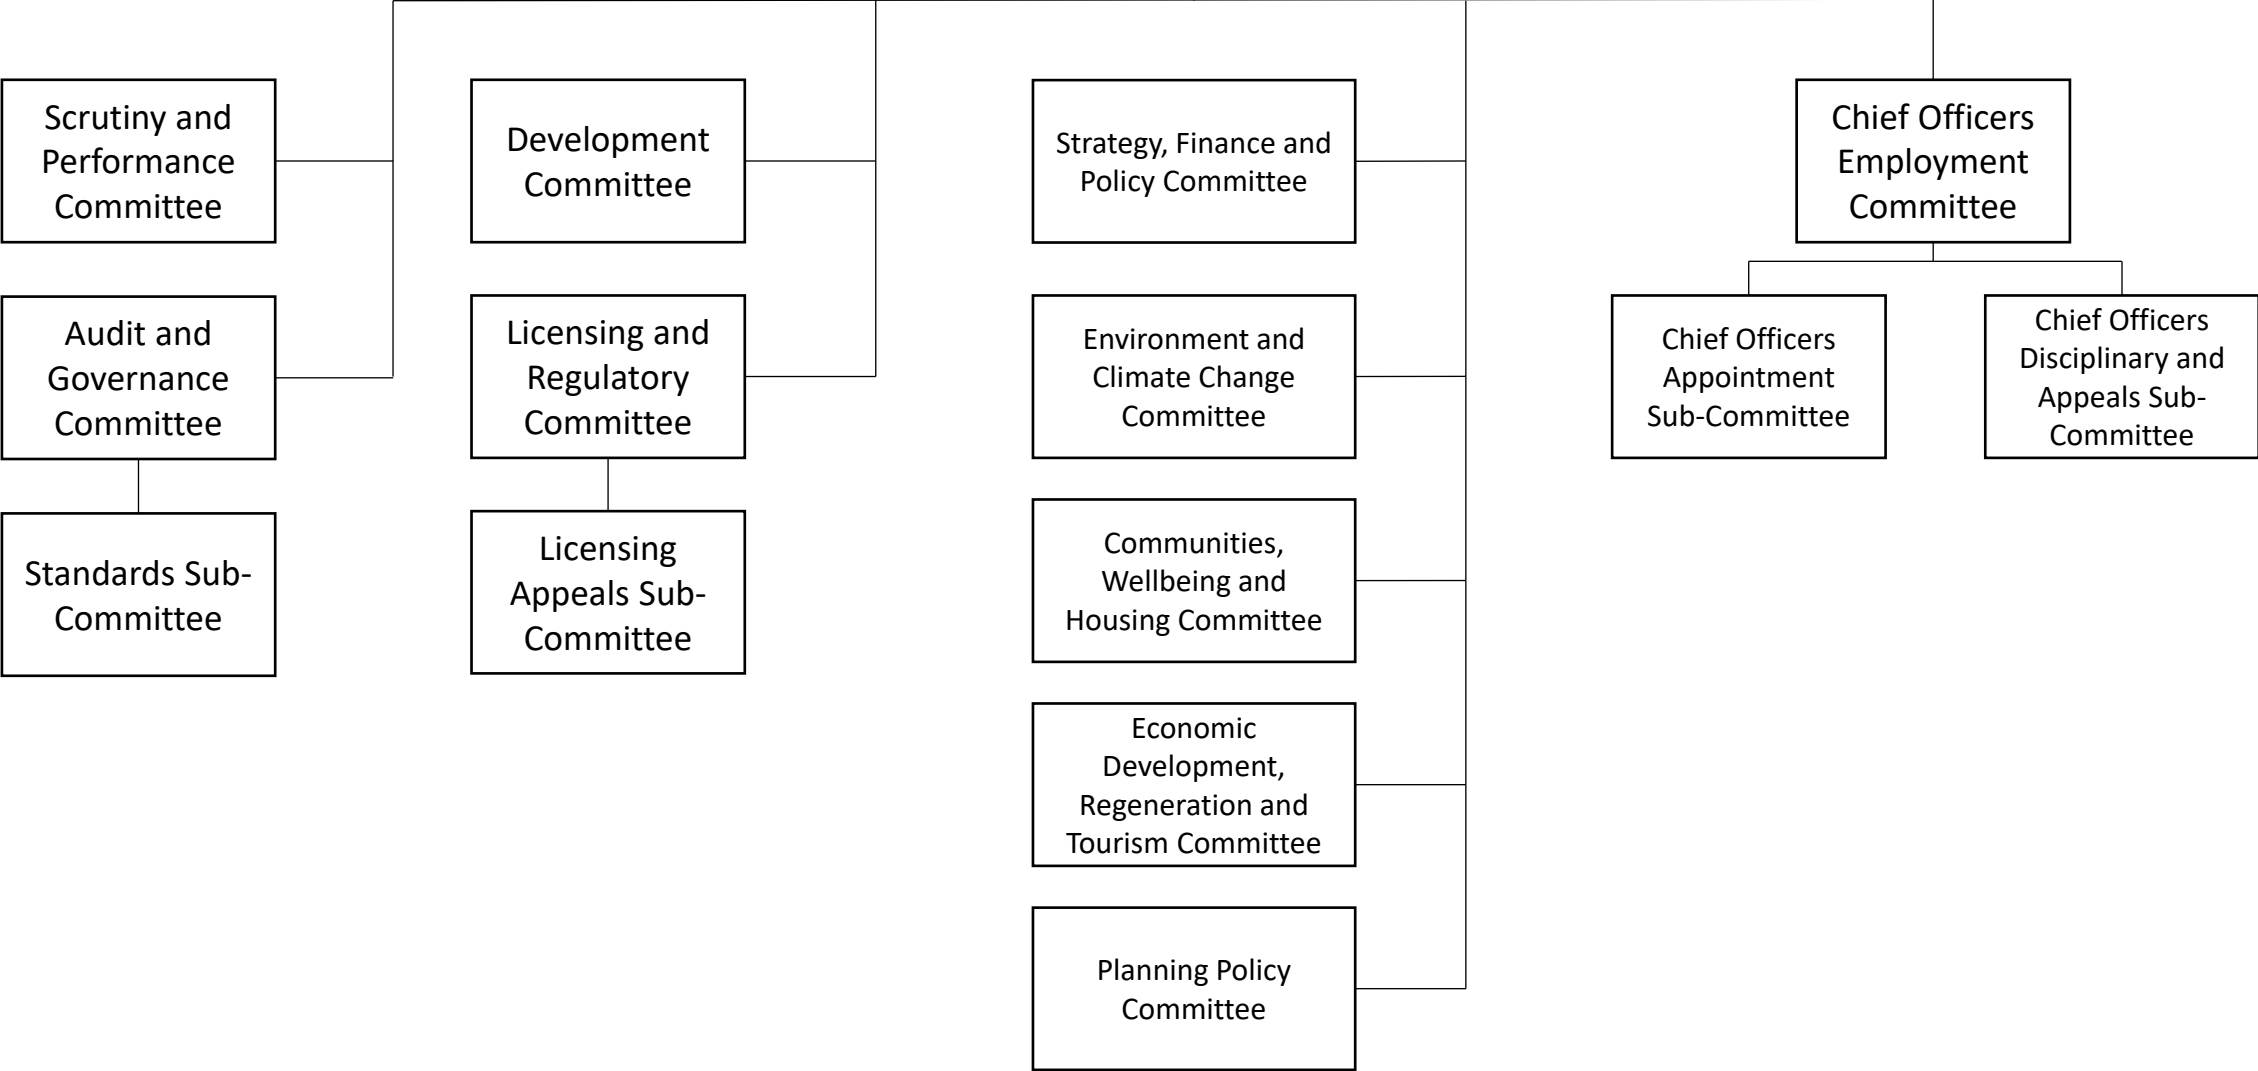 Scrutiny and
Performance
Committee
Development
Committee
Strategy, Finance and
Policy Committee
Chief Officers
Employment
Committee
Audit and
Governance
Committee
Licensing and
Regulatory
Committee
Environment and
Climate Change
Committee
Chief Officers
Appointment
Sub-Committee
Chief Officers
Disciplinary and
Appeals Sub-
Committee
Standards Sub-
Committee
Licensing
Appeals Sub-
Committee
Communities,
Wellbeing and
Housing Committee
Economic
Development,
Regeneration and
Tourism Committee
Planning Policy
Committee